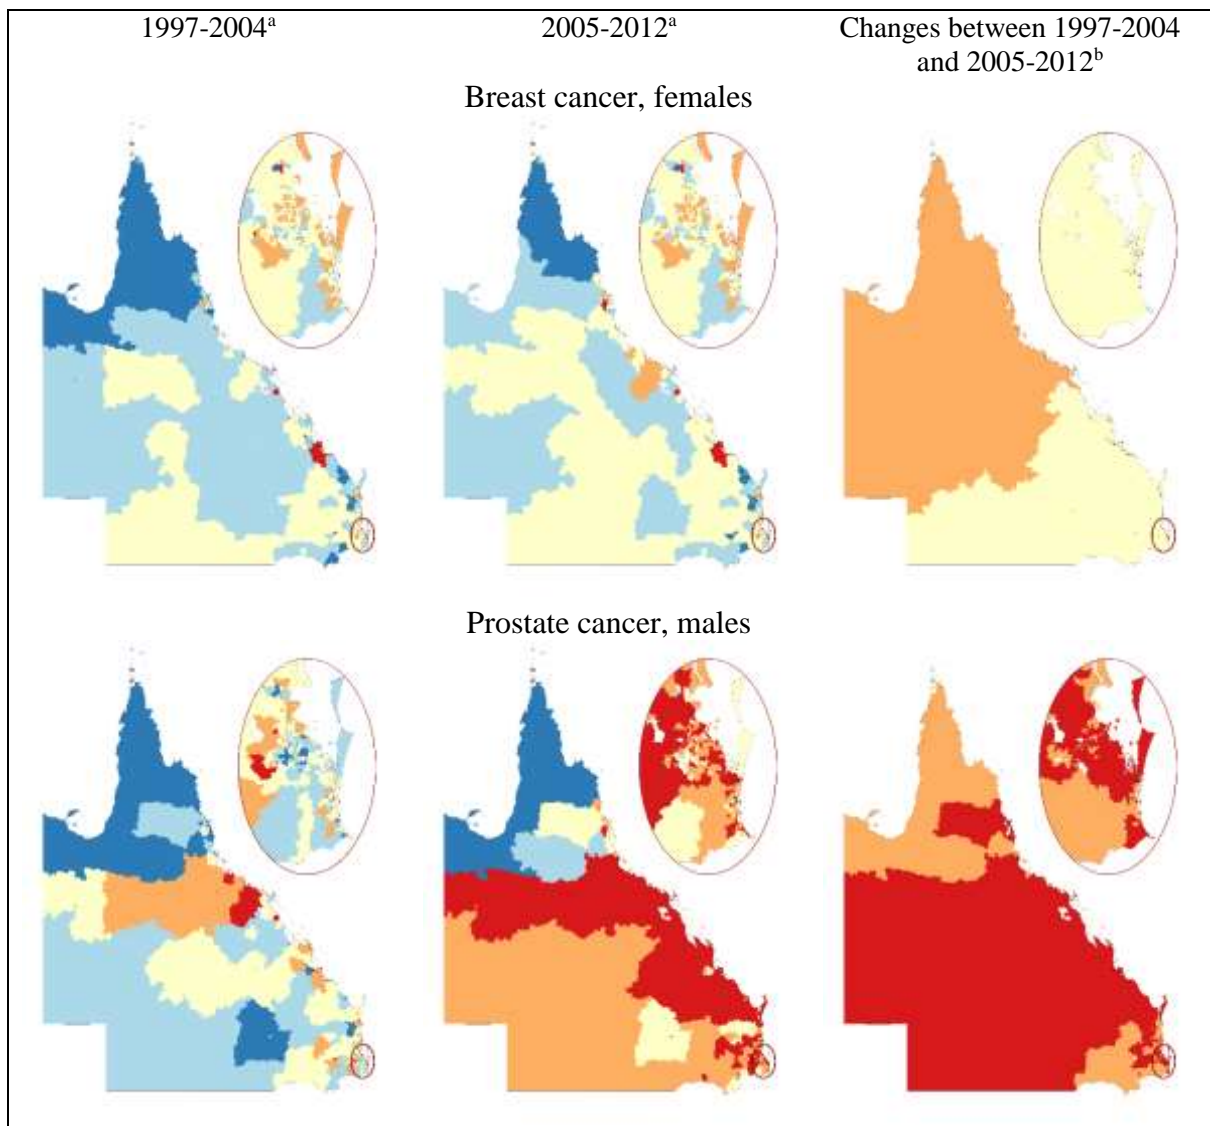 1997-2004ᵃ 2005-2012ᵃ Changes between 1997-2004
and 2005-2012ᵇ
Breast cancer, females
Prostate cancer, males